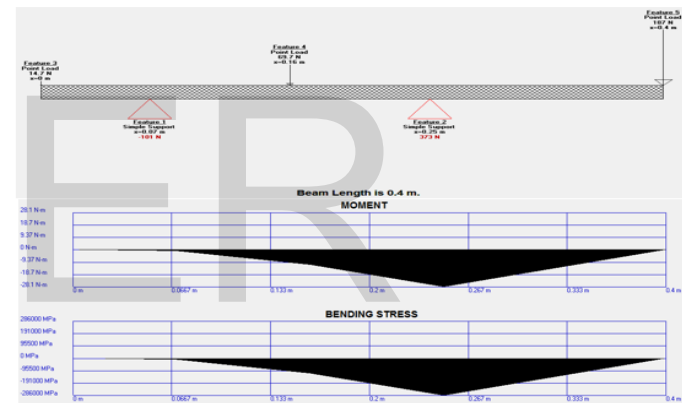 Feature 5
Point Load
187 N
x=0.4 m
Feature 4
Point Load
69.7 N
x=0.16 m
Feature 3
Point Load
14.7 N
x=0 m
Feature 1
Simple Support
x=0.07 m
-101 N
Feature 2
Simple Support
x=0.25 m
373 N
ER
Beam Length is 0.4 m.
MOMENT
28.1 N-m
18.7 N-m
9.37 N-m
0 N-m
-9.37 N-m
-18.7 N-m
-28.1 N-m
0 m 0.0667 m 0.133 m 0.2 m 0.267 m 0.333 m 0.4 m
BENDING STRESS
286000 MPa
191000 MPa
95500 MPa
0 MPa
-95500 MPa
-191000 MPa
-286000 MPa
0 m 0.0667 m 0.133 m 0.2 m 0.267 m 0.333 m 0.4 m